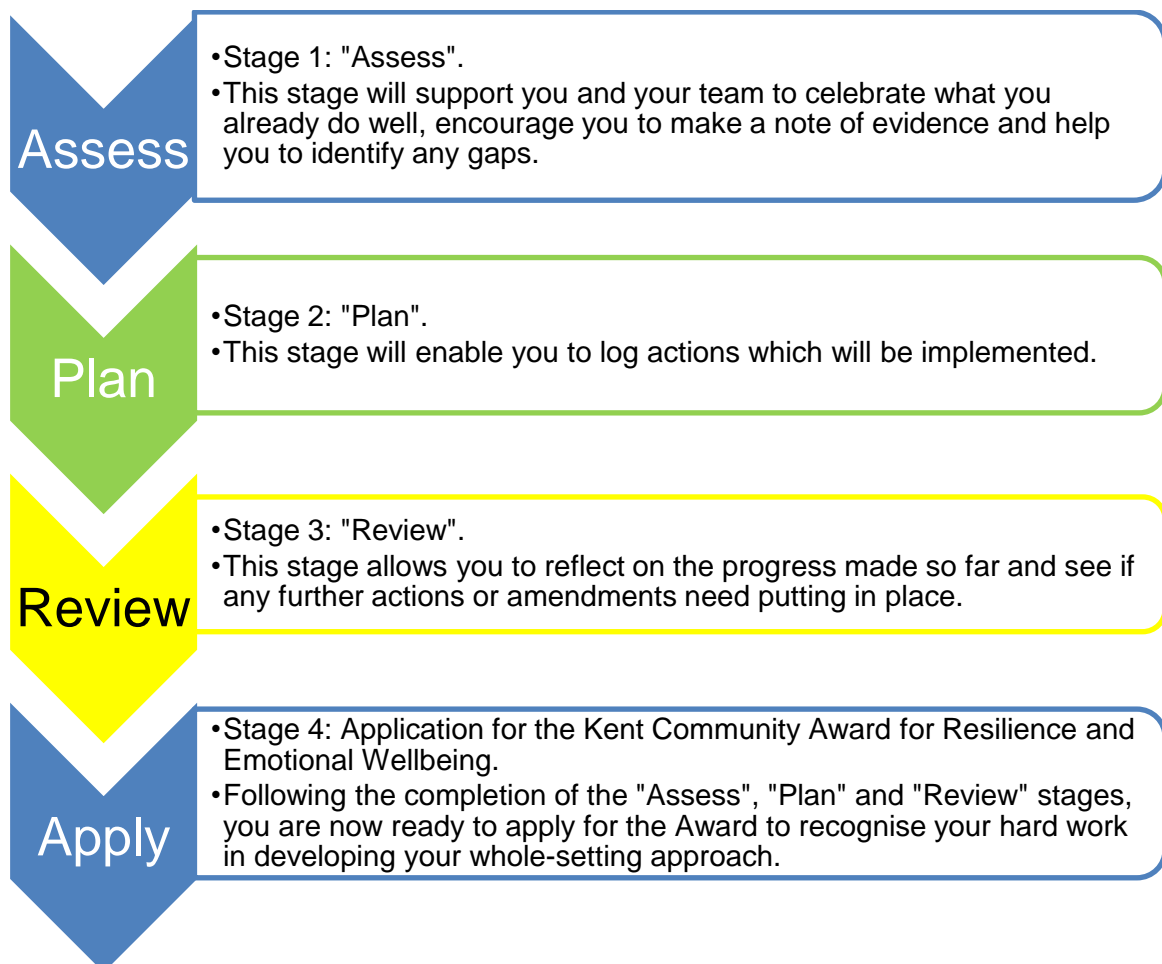 Assess
•Stage 1: "Assess".
•This stage will support you and your team to celebrate what you
already do well, encourage you to make a note of evidence and help
you to identify any gaps.
Plan
•Stage 2: "Plan".
•This stage will enable you to log actions which will be implemented.
Review
•Stage 3: "Review".
•This stage allows you to reflect on the progress made so far and see if
any further actions or amendments need putting in place.
Apply
•Stage 4: Application for the Kent Community Award for Resilience and
Emotional Wellbeing.
•Following the completion of the "Assess", "Plan" and "Review" stages,
you are now ready to apply for the Award to recognise your hard work
in developing your whole-setting approach.